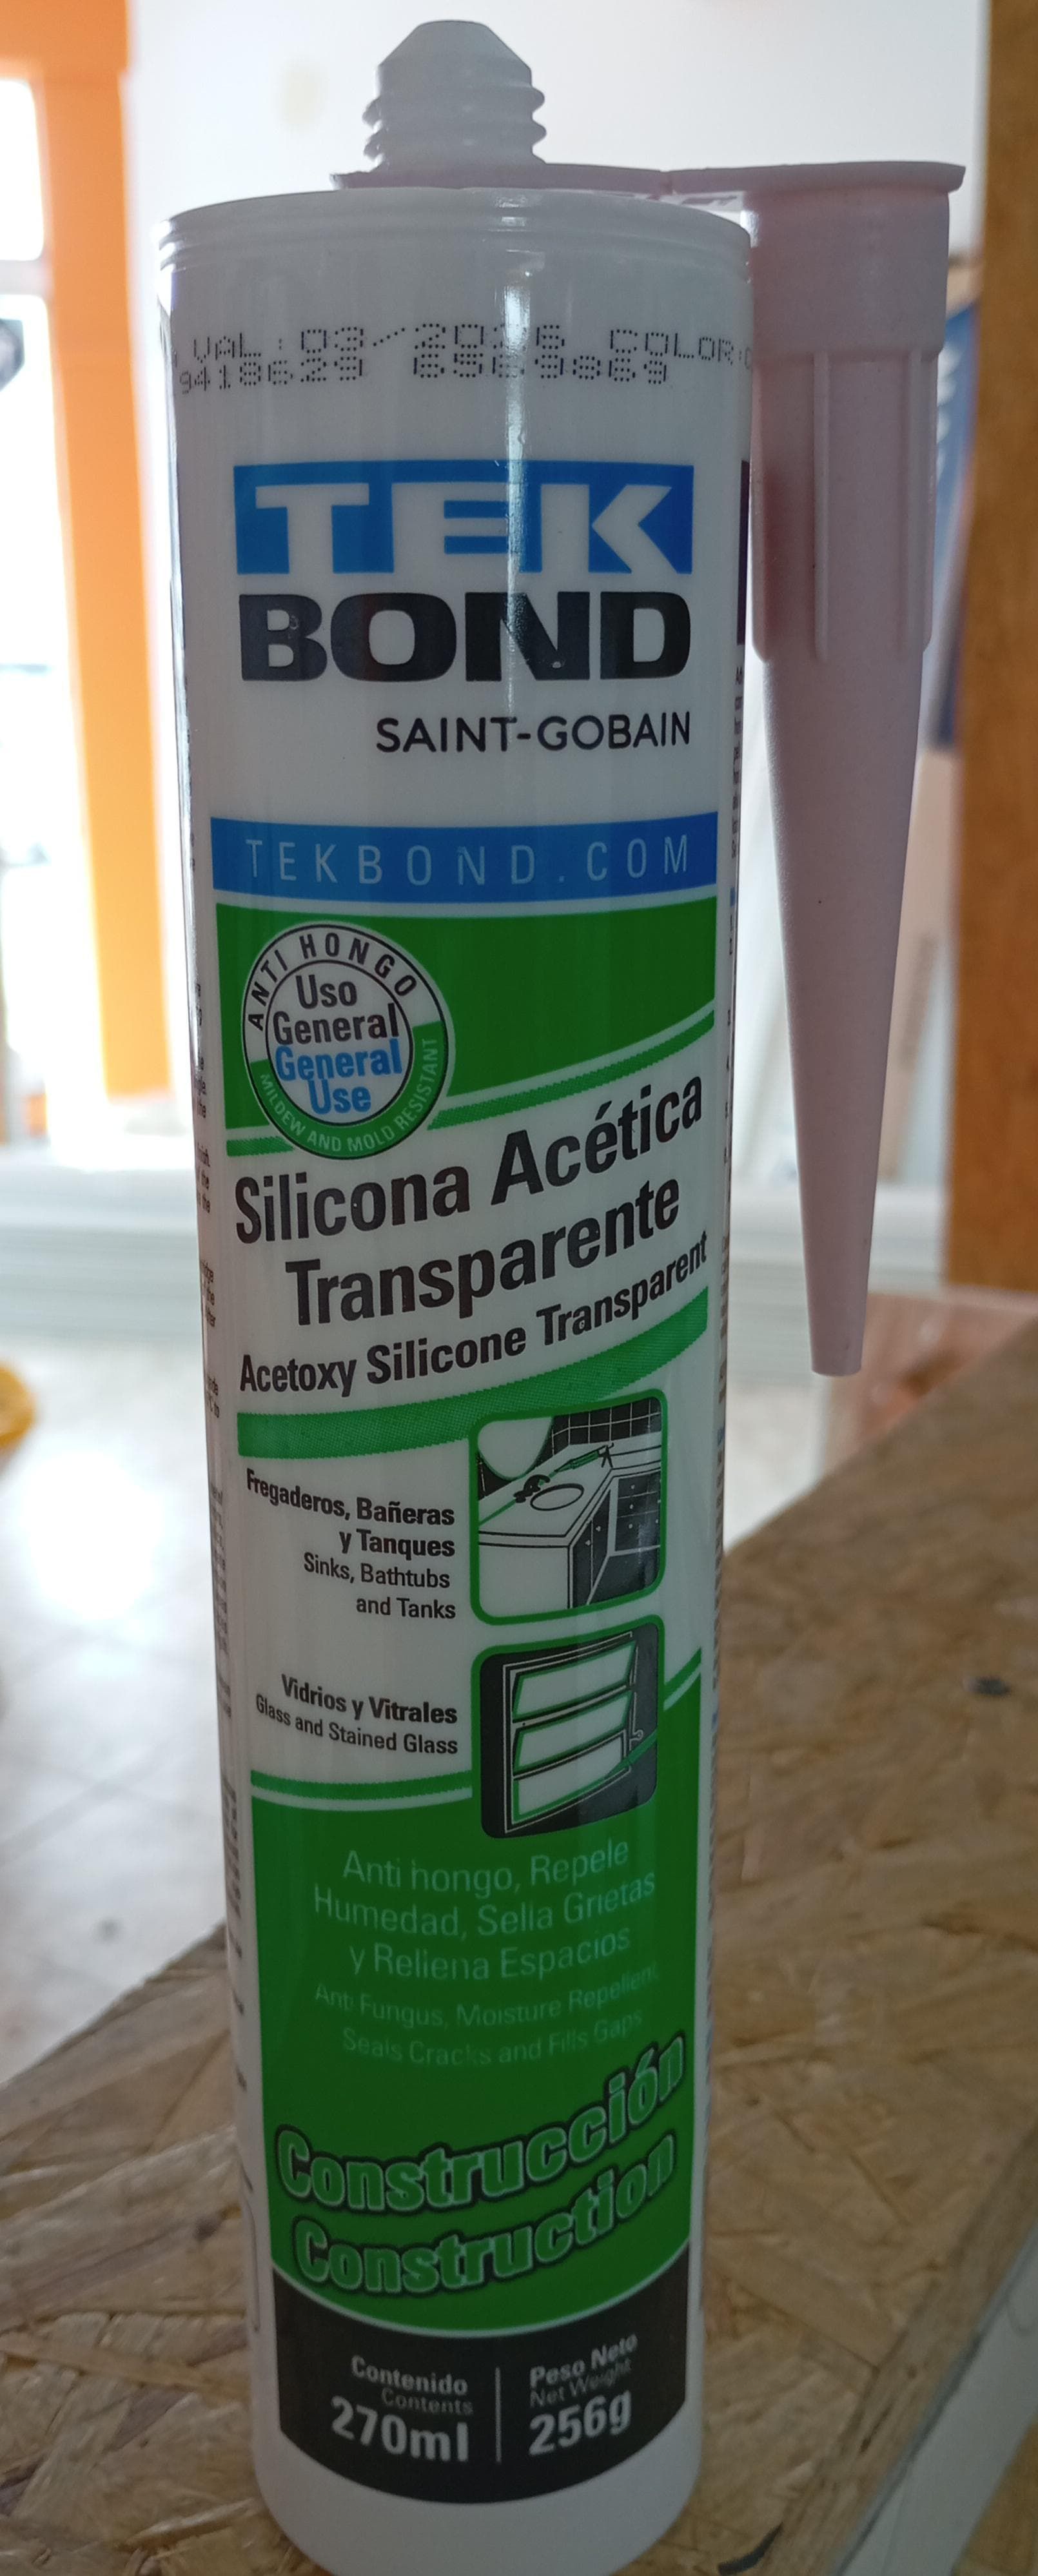 VAL: 03/2026 COLOR:
9418629 6569869
TEK
BOND
SAINT-GOBAIN
TEKBOND.COM
ANTI HONGO
Uso
General
General
Use
MILDEW AND MOLD RESISTANT
Silicona Acética
Transparente
Acetoxy Silicone Transparent
Fregaderos, Bañeras
y Tanques
Sinks, Bathtubs
and Tanks
Vidrios y Vitrales
Glass and Stained Glass
Anti hongo, Repele
Humedad, Sella Grietas
y Rellena Espacios
Anti Fungus, Moisture Repellent,
Seals Cracks and Fills Gaps
Construcción
Construction
Contenido
Contents
270ml
Peso Neto
Net Weight
256g